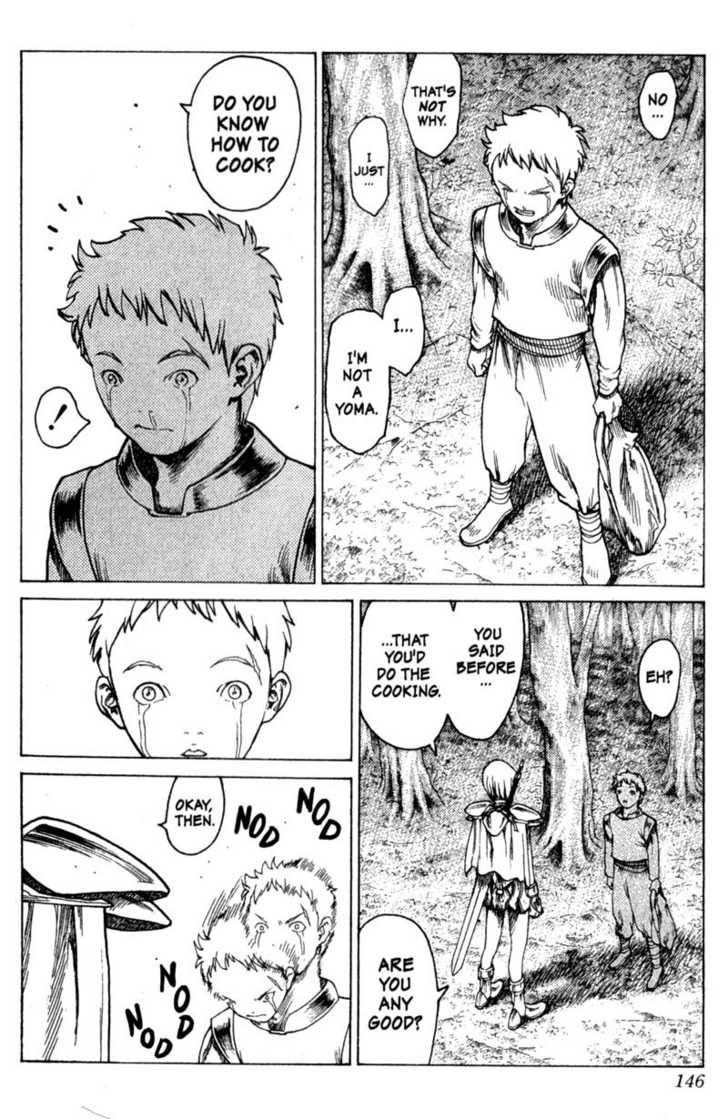 NO
...
THAT'S
NOT
WHY.
I
JUST
...
I...
I'M
NOT
A
YOMA.
DO YOU
KNOW
HOW TO
COOK?
!
EH?
YOU
SAID
BEFORE
...
...THAT
YOU'D
DO THE
COOKING.
ARE
YOU
ANY
GOOD?
OKAY,
THEN.
NOD
NOD
NOD
NOD
146